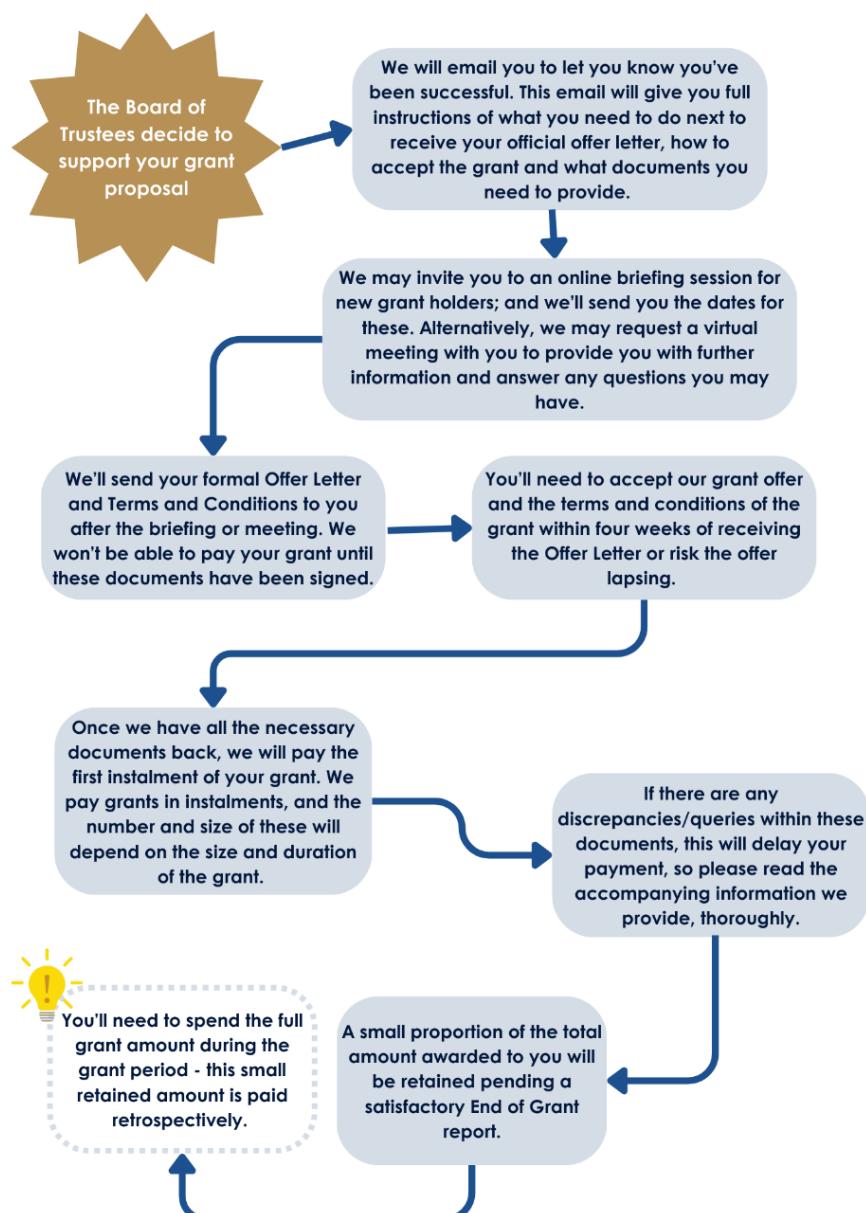 The Board of
Trustees decide to
support your grant
proposal
We will email you to let you know you've
been successful. This email will give you full
instructions of what you need to do next to
receive your official offer letter, how to
accept the grant and what documents you
need to provide.
We may invite you to an online briefing session for
new grant holders; and we'll send you the dates for
these. Alternatively, we may request a virtual
meeting with you to provide you with further
information and answer any questions you may
have.
We'll send your formal Offer Letter
and Terms and Conditions to you
after the briefing or meeting. We
won't be able to pay your grant until
these documents have been signed.
You'll need to accept our grant offer
and the terms and conditions of the
grant within four weeks of receiving
the Offer Letter or risk the offer
lapsing.
Once we have all the necessary
documents back, we will pay the
first instalment of your grant. We
pay grants in instalments, and the
number and size of these will
depend on the size and duration
of the grant.
If there are any
discrepancies/queries within these
documents, this will delay your
payment, so please read the
accompanying information we
provide, thoroughly.
A small proportion of the total
amount awarded to you will
be retained pending a
satisfactory End of Grant
report.
You'll need to spend the full
grant amount during the
grant period - this small
retained amount is paid
retrospectively.